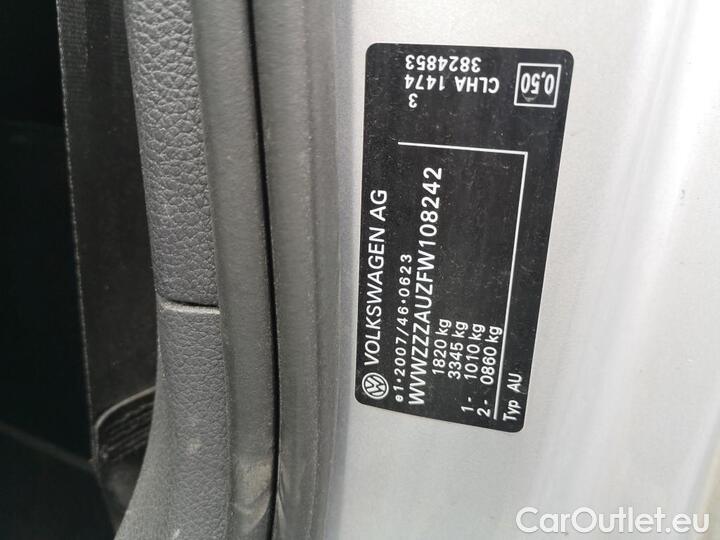 VOLKSWAGEN AG
e1*2007/46*0623
WVWZZZAUZFW108242
1820 kg
3345 kg
1- 1010 kg
2- 0860 kg
Typ AU
3
CLHA 1474
3824853
0,50
CarOutlet.eu